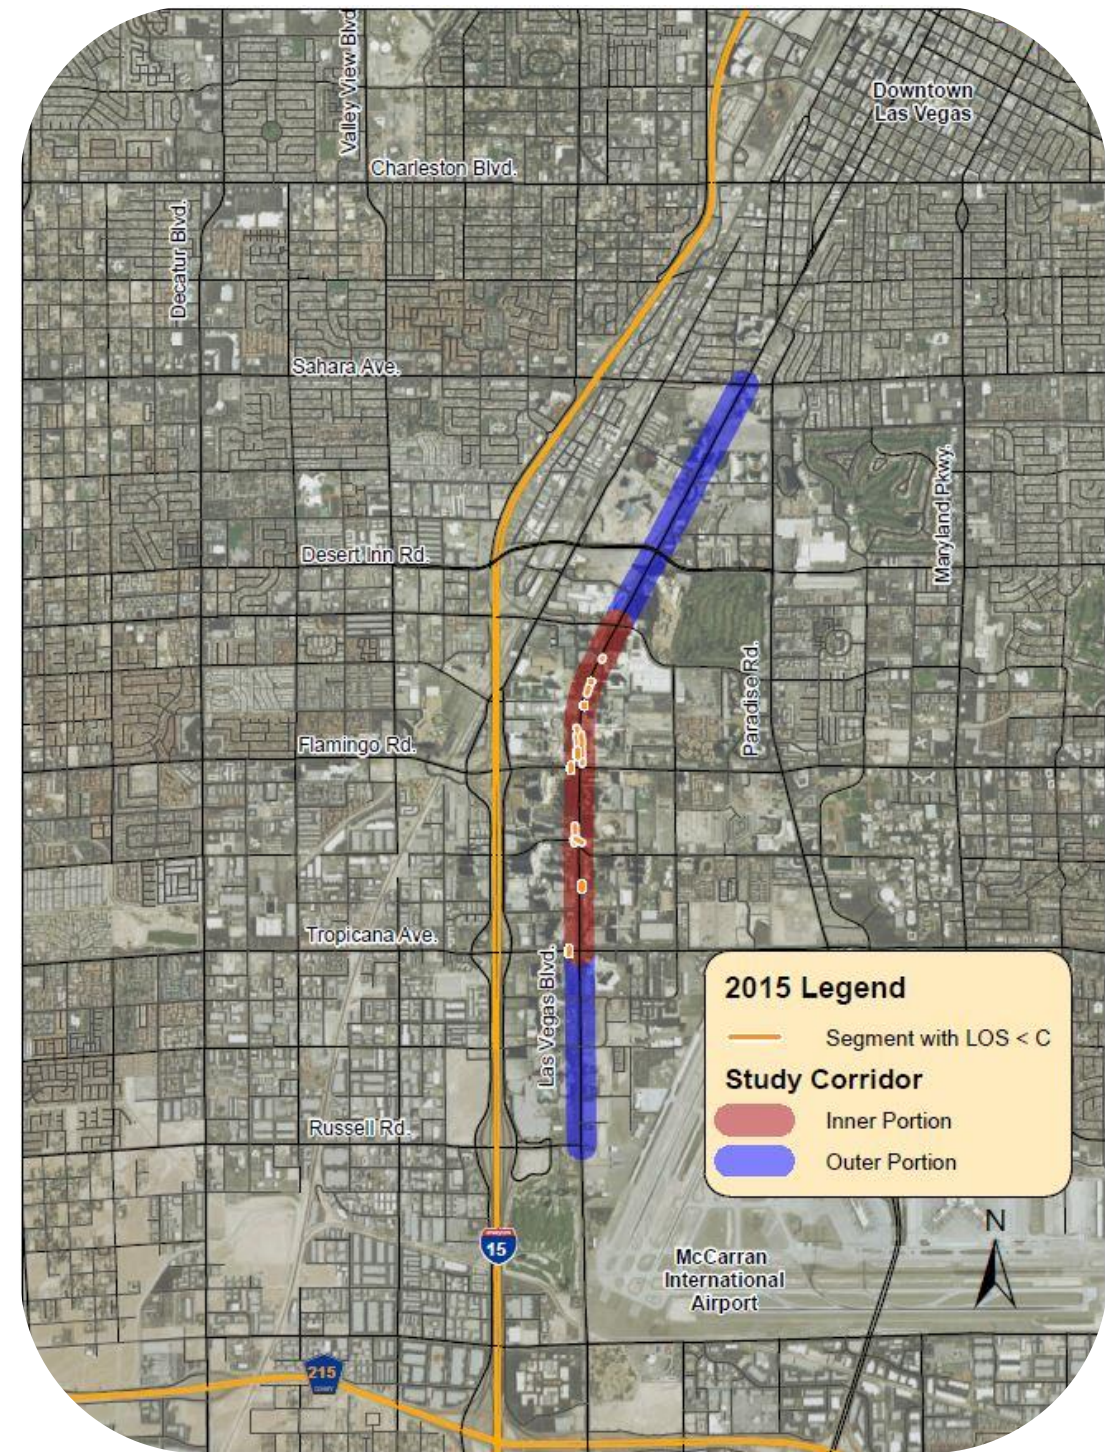 Valley View Blvd
Downtown
Las Vegas
Charleston Blvd.
Decatur Blvd.
Sahara Ave.
Maryland Pkwy.
Desert Inn Rd.
Paradise Rd.
Flamingo Rd.
Tropicana Ave.
Las Vegas Blvd.
2015 Legend
Segment with LOS < C
Study Corridor
Inner Portion
Outer Portion
Russell Rd.
15
N
McCarran
International
Airport
215